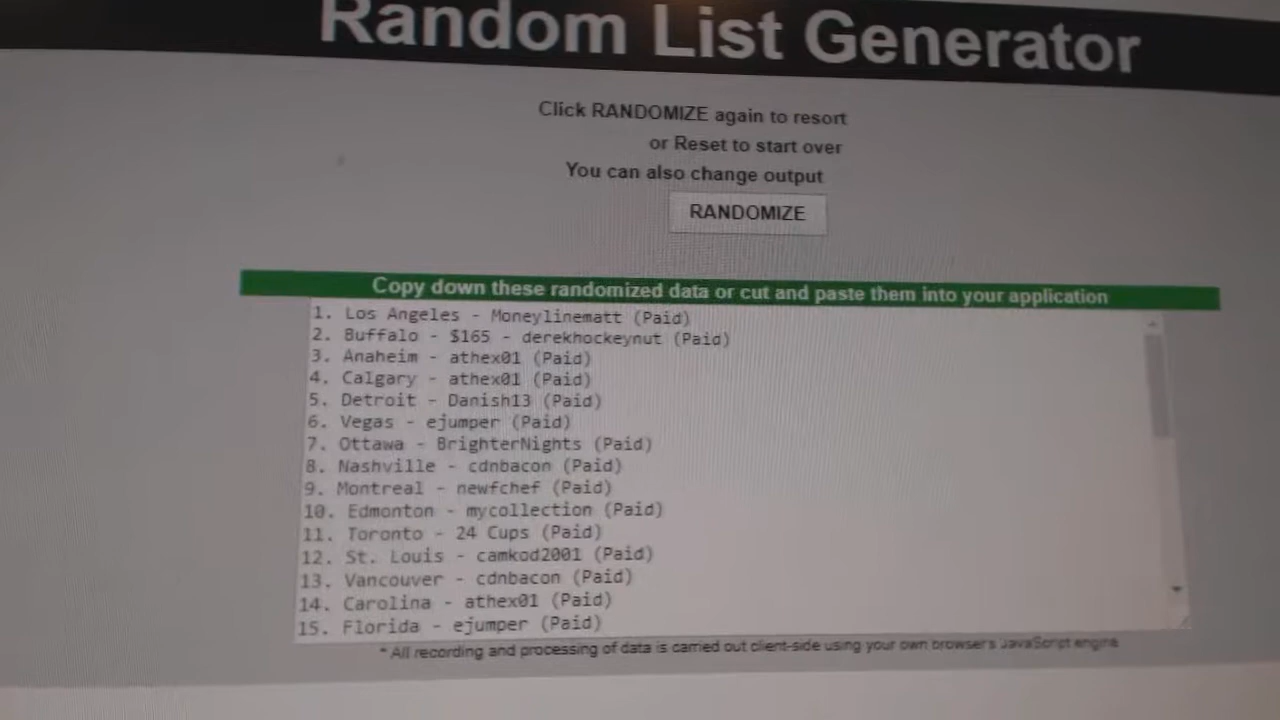 Random List Generator
Click RANDOMIZE again to resort
or Reset to start over
You can also change output
RANDOMIZE
Copy down these randomized data or cut and paste them into your application
1. Los Angeles - Moneylinematt (Paid)
2. Buffalo - $165 - derekhockeynut (Paid)
3. Anaheim - athex01 (Paid)
4. Calgary - athex01 (Paid)
5. Detroit - Danish13 (Paid)
6. Vegas - ejumper (Paid)
7. Ottawa - BrighterNights (Paid)
8. Nashville - cdnbacon (Paid)
9. Montreal - newfchef (Paid)
10. Edmonton - mycollection (Paid)
11. Toronto - 24 Cups (Paid)
12. St. Louis - camkod2001 (Paid)
13. Vancouver - cdnbacon (Paid)
14. Carolina - athex01 (Paid)
15. Florida - ejumper (Paid)
* All recording and processing of data is carried out client-side using your own browser's JavaScript engine